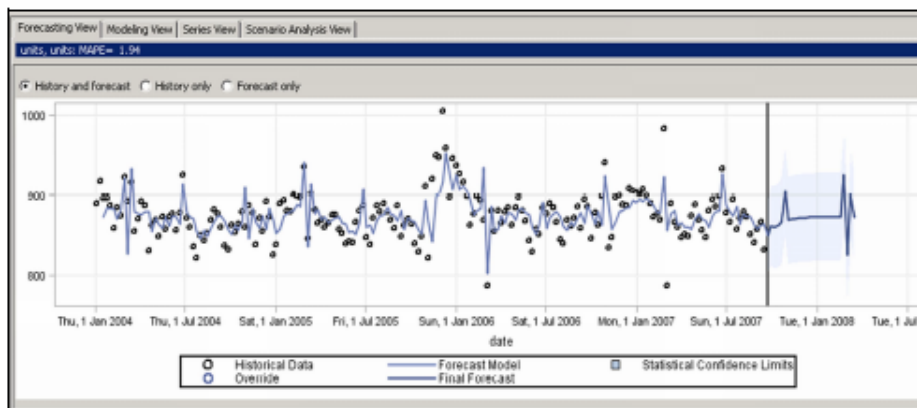 Forecasting View Modeling View Series View Scenario Analysis View
units, units: MAPE= 1.94
History and forecast History only Forecast only
1000
900
800
Thu, 1 Jan 2004 Thu, 1 Jul 2004 Sat, 1 Jan 2005 Fri, 1 Jul 2005 Sun, 1 Jan 2006 Sat, 1 Jul 2006 Mon, 1 Jan 2007 Sun, 1 Jul 2007 Tue, 1 Jan 2008 Tue, 1 Jul
date
Historical Data Forecast Model Statistical Confidence Limits
Override Final Forecast